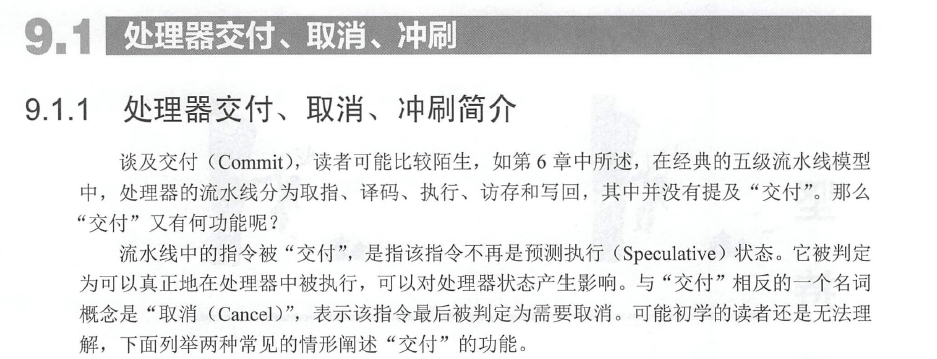 9.1 处理器交付、取消、冲刷
9.1.1 处理器交付、取消、冲刷简介
谈及交付（Commit），读者可能比较陌生，如第 6 章中所述，在经典的五级流水线模型
中，处理器的流水线分为取指、译码、执行、访存和写回，其中并没有提及“交付”。那么
“交付”又有何功能呢？
流水线中的指令被“交付”，是指该指令不再是预测执行（Speculative）状态。它被判定
为可以真正地在处理器中被执行，可以对处理器状态产生影响。与“交付”相反的一个名词
概念是“取消（Cancel）”，表示该指令最后被判定为需要取消。可能初学的读者还是无法理
解，下面列举两种常见的情形阐述“交付”的功能。